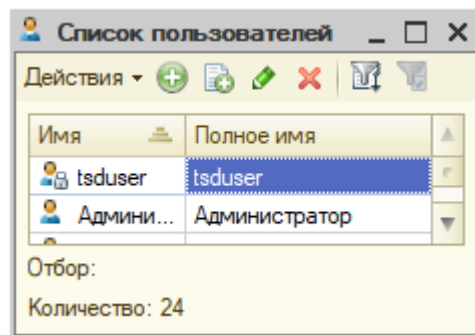 Список пользователей
Действия
Имя Полное имя
tsduser tsduser
Админи... Администратор
Отбор:
Количество: 24